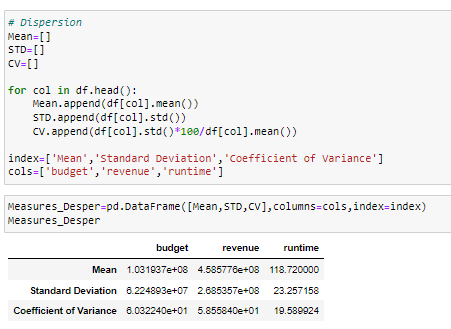 # Dispersion
Mean=[]
STD=[]
CV=[]
for col in df.head():
    Mean.append(df[col].mean())
    STD.append(df[col].std())
    CV.append(df[col].std()*100/df[col].mean())
index=['Mean','Standard Deviation','Coefficient of Variance']
cols=['budget','revenue','runtime']
Measures_Desper=pd.DataFrame([Mean,STD,CV],columns=cols,index=index)
Measures_Desper
budget revenue runtime
Mean 1.031937e+08 4.585776e+08 118.720000
Standard Deviation 6.224893e+07 2.685357e+08 23.257158
Coefficient of Variance 6.032240e+01 5.855840e+01 19.589924